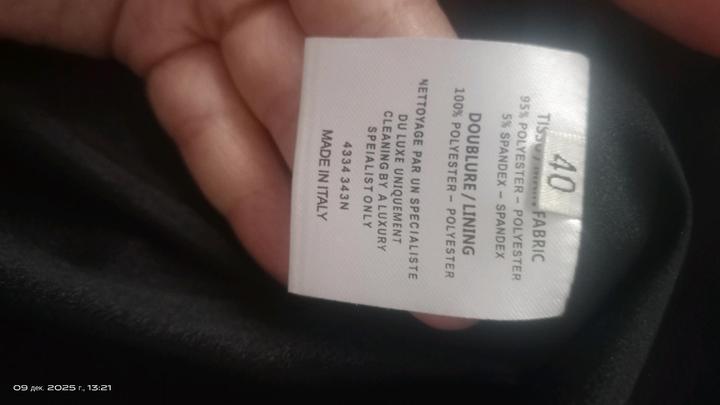 40
TISSU / MAIN FABRIC
95% POLYESTER – POLYESTER
5% SPANDEX – SPANDEX
DOUBLURE / LINING
100% POLYESTER – POLYESTER
NETTOYAGE PAR UN SPECIALISTE
DU LUXE UNIQUEMENT
CLEANING BY A LUXURY
SPEIALIST ONLY
4334 343N
MADE IN ITALY
09 дек. 2025 г., 13:21